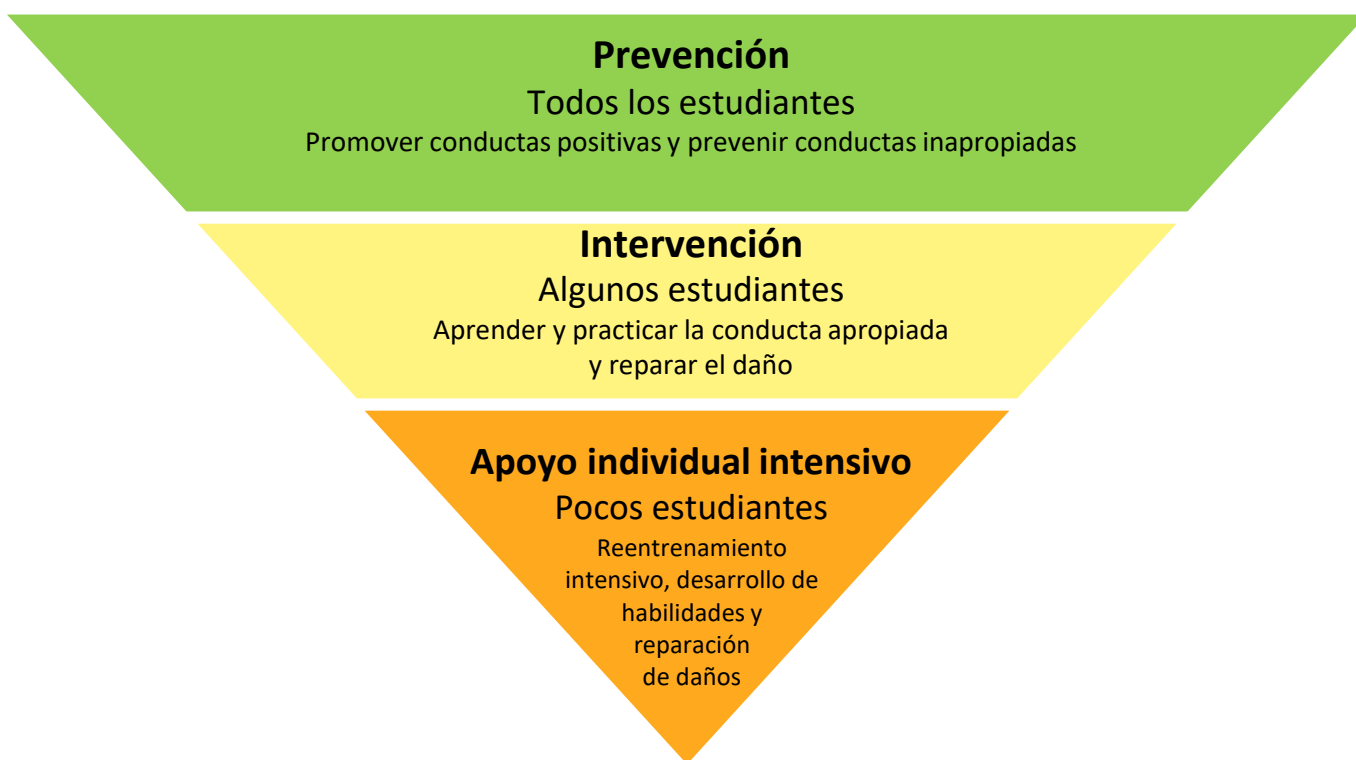 Prevención
Todos los estudiantes
Promover conductas positivas y prevenir conductas inapropiadas
Intervención
Algunos estudiantes
Aprender y practicar la conducta apropiada
y reparar el daño
Apoyo individual intensivo
Pocos estudiantes
Reentrenamiento
intensivo, desarrollo de
habilidades y
reparación
de daños